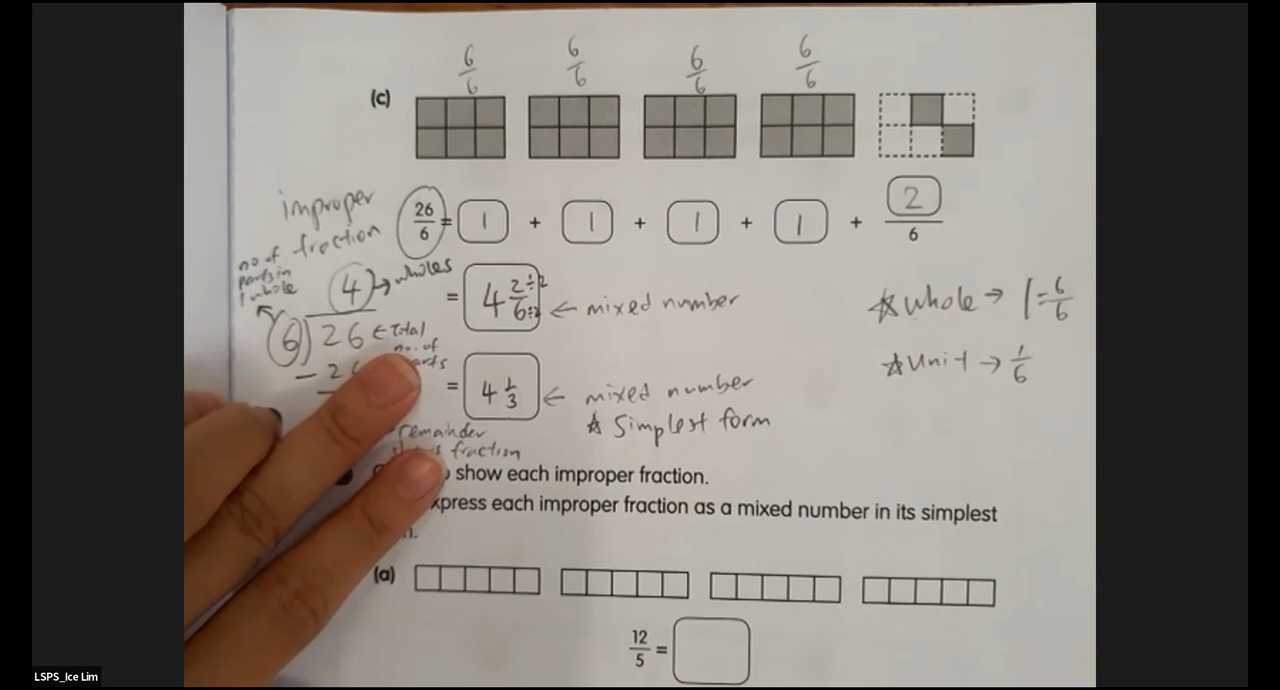 6/6 6/6 6/6 6/6
(c)
improper fraction
26/6 = 1 + 1 + 1 + 1 + 2/6
no of parts in 1 whole
4 → wholes
= 4 2÷2/6÷2 ← mixed number
☆ whole → 1 = 6/6
6) 26 ← total no. of
☆ Unit → 1/6
- 2
= 4 1/3 ← mixed number
☆ Simplest form
remainder
fraction
show each improper fraction.
each improper fraction as a mixed number in its simplest
(a)
12/5 =
LSPS_Ice Lim